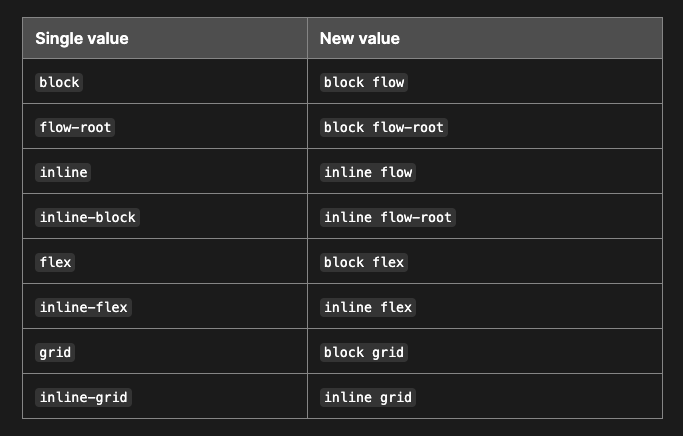 Single value New value
block block flow
flow-root block flow-root
inline inline flow
inline-block inline flow-root
flex block flex
inline-flex inline flex
grid block grid
inline-grid inline grid